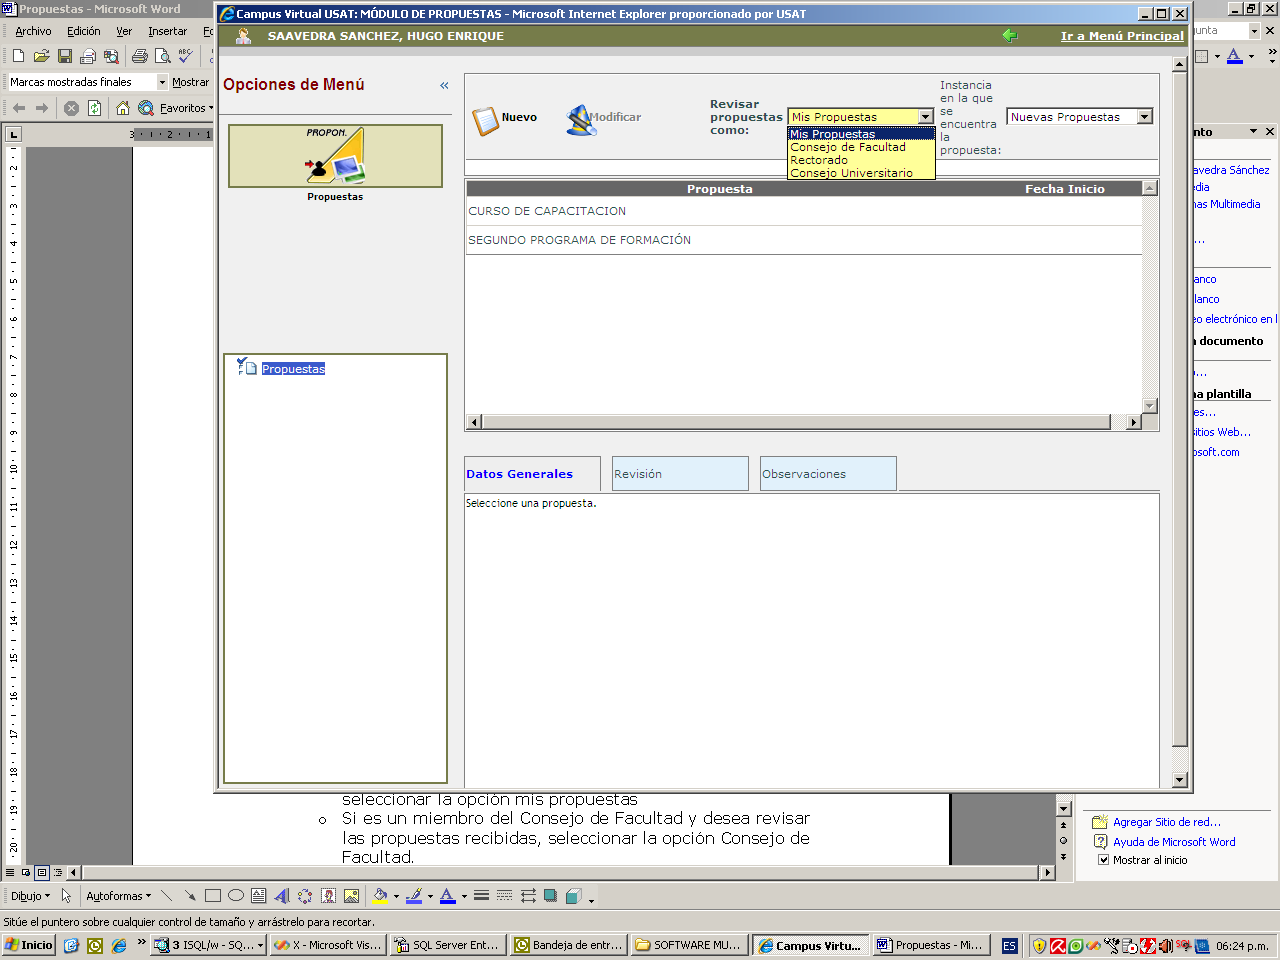 Propuestas - Microsoft Word
Archivo Edición Ver Insertar
Marcas mostradas finales Mostrar
Favoritos
Campus Virtual USAT: MÓDULO DE PROPUESTAS - Microsoft Internet Explorer proporcionado por USAT
SAAVEDRA SANCHEZ, HUGO ENRIQUE
Ir a Menú Principal
Opciones de Menú «
PROPON.
Propuestas
Propuestas
Nuevo
Modificar
Revisar
propuestas
como:
Mis Propuestas
Mis Propuestas
Consejo de Facultad
Rectorado
Consejo Universitario
Instancia
en la que
se
encuentra
la
propuesta:
Nuevas Propuestas
Propuesta Fecha Inicio
CURSO DE CAPACITACION
SEGUNDO PROGRAMA DE FORMACIÓN
Datos Generales Revisión Observaciones
Seleccione una propuesta.
seleccionar la opción mis propuestas
o Si es un miembro del Consejo de Facultad y desea revisar
las propuestas recibidas, seleccionar la opción Consejo de
Facultad.
unta
nto
avedra Sánchez
edia
nas Multimedia
...
anco
lanco
eo electrónico en l
documento
...
na plantilla
es...
sitios Web...
osoft.com
Agregar Sitio de red...
Ayuda de Microsoft Word
Mostrar al inicio
Dibujo Autoformas
Sitúe el puntero sobre cualquier control de tamaño y arrástrelo para recortar.
Inicio » 3 ISQL/w - SQ... X - Microsoft Vis... SQL Server Ent... Bandeja de entr... SOFTWARE MU... Campus Virtu... Propuestas - Mi... ES 06:24 p.m.